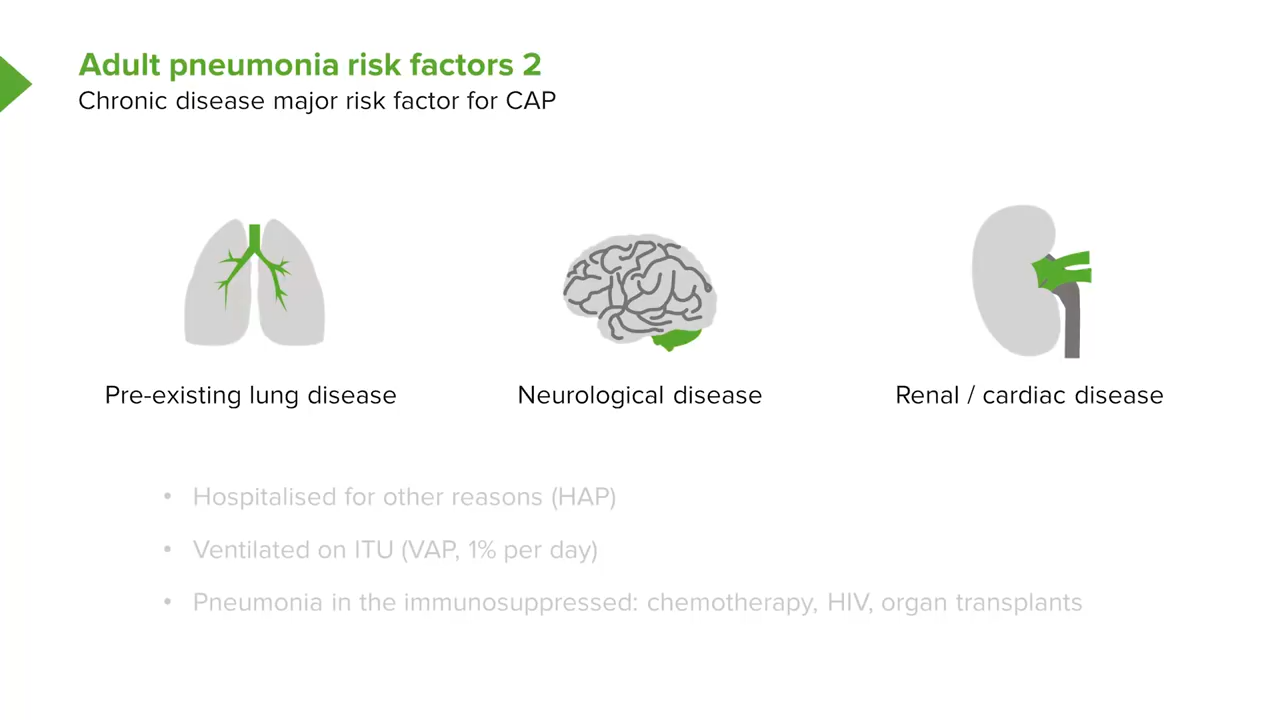 Adult pneumonia risk factors 2
Chronic disease major risk factor for CAP
Pre-existing lung disease
Neurological disease
Renal / cardiac disease
• Hospitalised for other reasons (HAP)
• Ventilated on ITU (VAP, 1% per day)
• Pneumonia in the immunosuppressed: chemotherapy, HIV, organ transplants